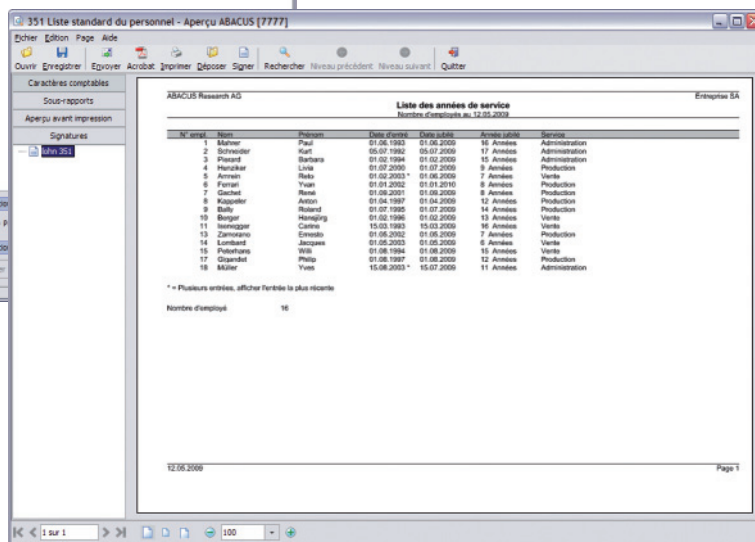 351 Liste standard du personnel - Aperçu ABACUS [7777]
Fichier Edition Page Aide
Ouvrir Enregistrer Envoyer Acrobat Imprimer Déposer Signer Rechercher Niveau précédent Niveau suivant Quitter
Caractères comptables
Sous-rapports
Aperçu avant impression
Signatures
lohn 351
ABACUS Research AG Entreprise SA
Liste des années de service
Nombre d'employés au 12.05.2009
N° empl. Nom Prénom Date d'entré Date jubilé Année jubilé Service
1 Mahrer Paul 01.06.1993 01.06.2009 16 Années Administration
2 Schneider Kurt 05.07.1992 05.07.2009 17 Années Administration
3 Pierard Barbara 01.02.1994 01.02.2009 15 Années Administration
4 Hunziker Livia 01.07.2000 01.07.2009 9 Années Production
5 Amrein Reto 01.02.2003 * 01.06.2009 7 Années Vente
6 Ferrari Yvan 01.01.2002 01.01.2010 8 Années Production
7 Gachet René 01.09.2001 01.09.2009 8 Années Production
8 Kappeler Anton 01.04.1997 01.04.2009 12 Années Production
9 Bally Roland 01.07.1995 01.07.2009 14 Années Production
10 Berger Hansjörg 01.02.1996 01.02.2009 13 Années Vente
11 Isenegger Carine 15.03.1993 15.03.2009 16 Années Vente
13 Zamorano Ernesto 01.05.2002 01.05.2009 7 Années Production
14 Lombard Jacques 01.05.2003 01.05.2009 6 Années Vente
15 Peterhans Willi 01.08.1994 01.08.2009 15 Années Vente
17 Gigandet Philip 01.08.1997 01.08.2009 12 Années Production
18 Müller Yves 15.08.2003 * 15.07.2009 11 Années Administration
* = Plusieurs entrées, afficher l'entrée la plus récente
Nombre d'employé 16
12.05.2009 Page 1
1 sur 1 100